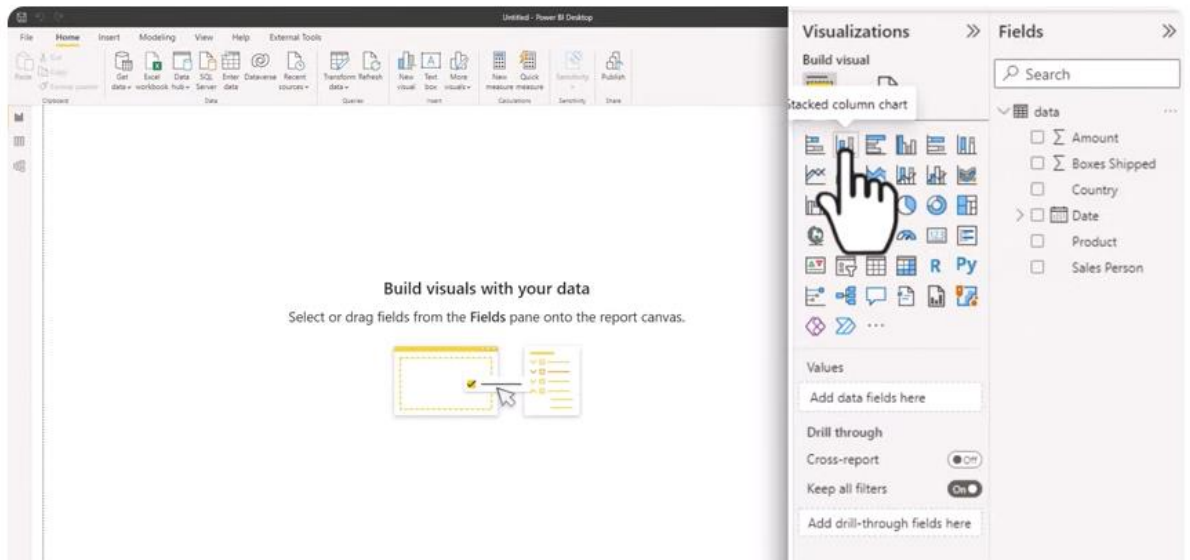 Untitled - Power BI Desktop
File Home Insert Modeling View Help External Tools
Paste
Cut
Copy
Format painter
Clipboard
Get data
Excel workbook
Data hub
SQL Server
Enter data
Dataverse
Recent sources
Data
Transform data
Refresh
Queries
New visual
Text box
More visuals
Insert
New measure
Quick measure
Calculations
Sensitivity
Sensitivity
Publish
Share
Build visuals with your data
Select or drag fields from the Fields pane onto the report canvas.
Visualizations
Build visual
Stacked column chart
R Py
Values
Add data fields here
Drill through
Cross-report Off
Keep all filters On
Add drill-through fields here
Fields
Search
data
Amount
Boxes Shipped
Country
Date
Product
Sales Person